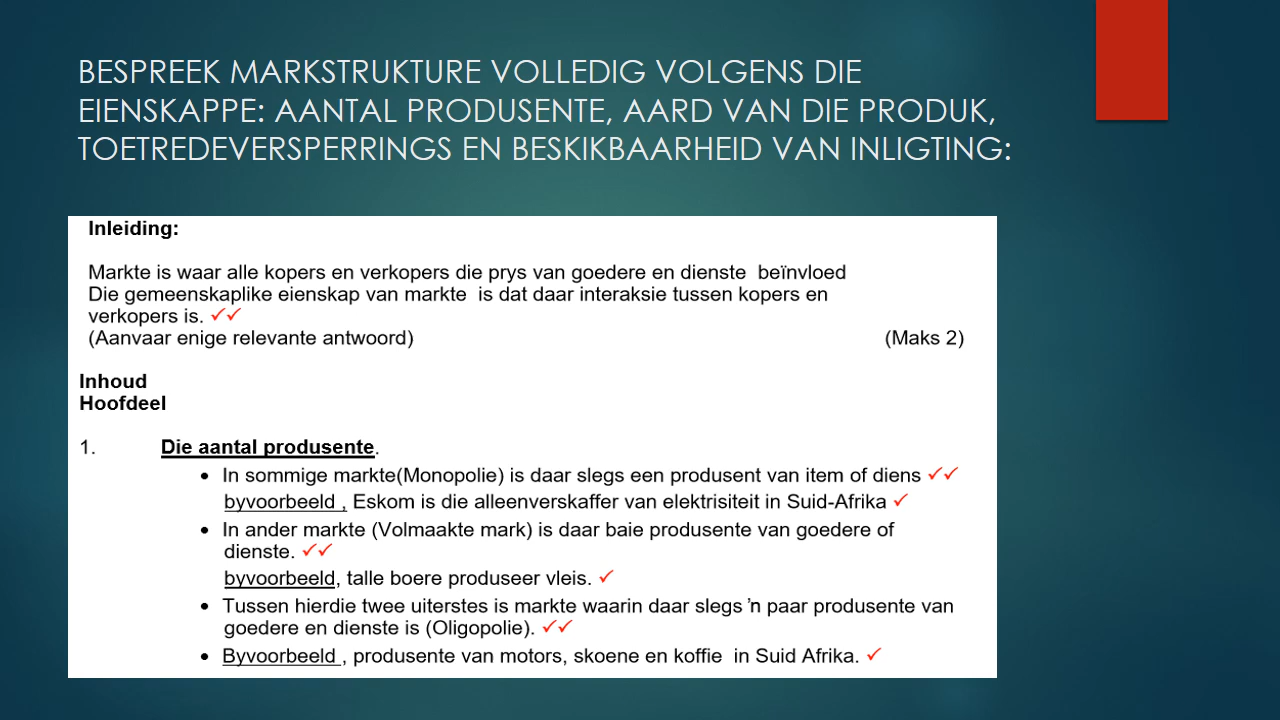 BESPREEK MARKSTRUKTURE VOLLEDIG VOLGENS DIE
EIENSKAPPE: AANTAL PRODUSENTE, AARD VAN DIE PRODUK,
TOETREDEVERSPERRINGS EN BESKIKBAARHEID VAN INLIGTING:
Inleiding:
Markte is waar alle kopers en verkopers die prys van goedere en dienste beïnvloed
Die gemeenskaplike eienskap van markte is dat daar interaksie tussen kopers en
verkopers is. ✓✓
(Aanvaar enige relevante antwoord) (Maks 2)
Inhoud
Hoofdeel
1. Die aantal produsente.
• In sommige markte(Monopolie) is daar slegs een produsent van item of diens ✓✓
byvoorbeeld , Eskom is die alleenverskaffer van elektrisiteit in Suid-Afrika ✓
• In ander markte (Volmaakte mark) is daar baie produsente van goedere of
dienste. ✓✓
byvoorbeeld, talle boere produseer vleis. ✓
• Tussen hierdie twee uiterstes is markte waarin daar slegs 'n paar produsente van
goedere en dienste is (Oligopolie). ✓✓
• Byvoorbeeld , produsente van motors, skoene en koffie in Suid Afrika. ✓